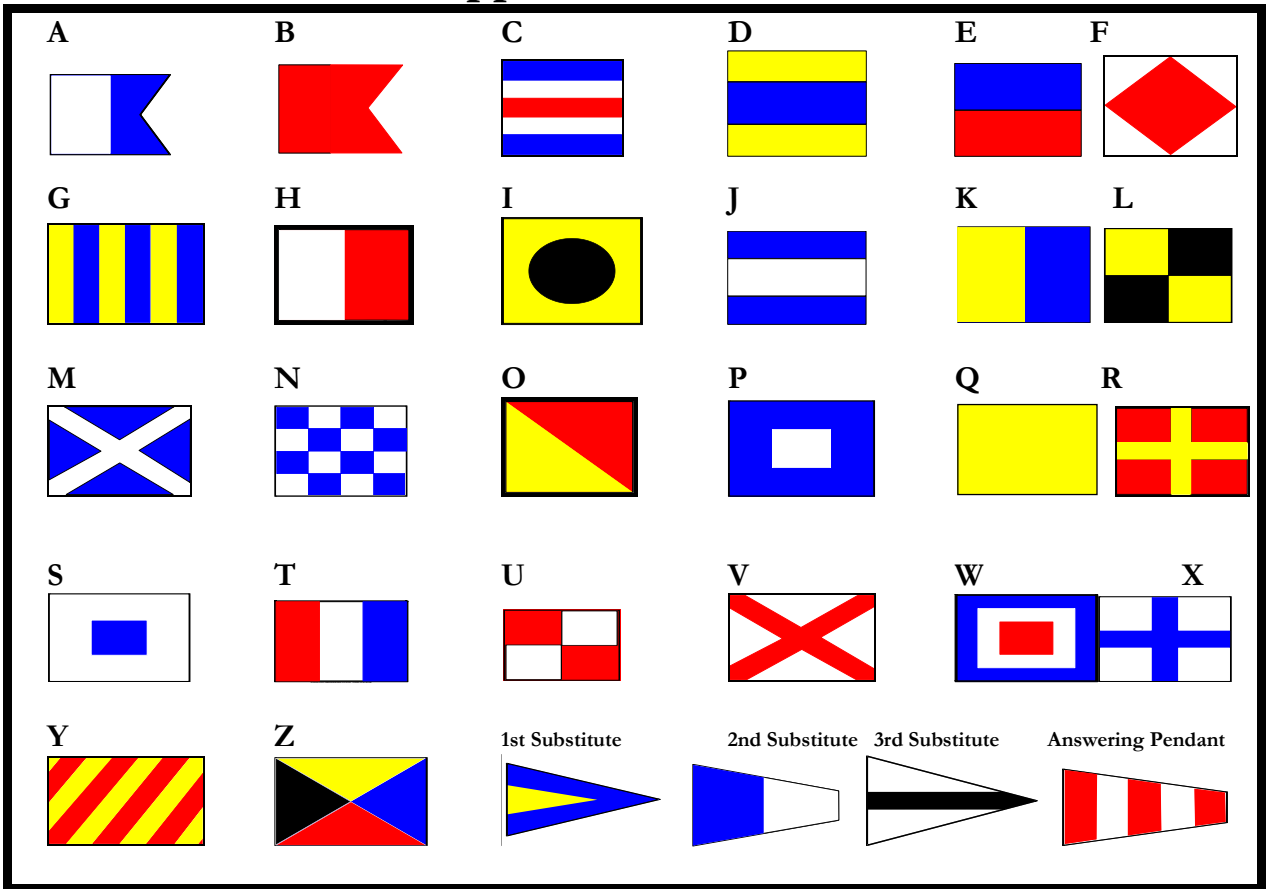 A B C D E F
G H I J K L
M N O P Q R
S T U V W X
Y Z 1st Substitute 2nd Substitute 3rd Substitute Answering Pendant